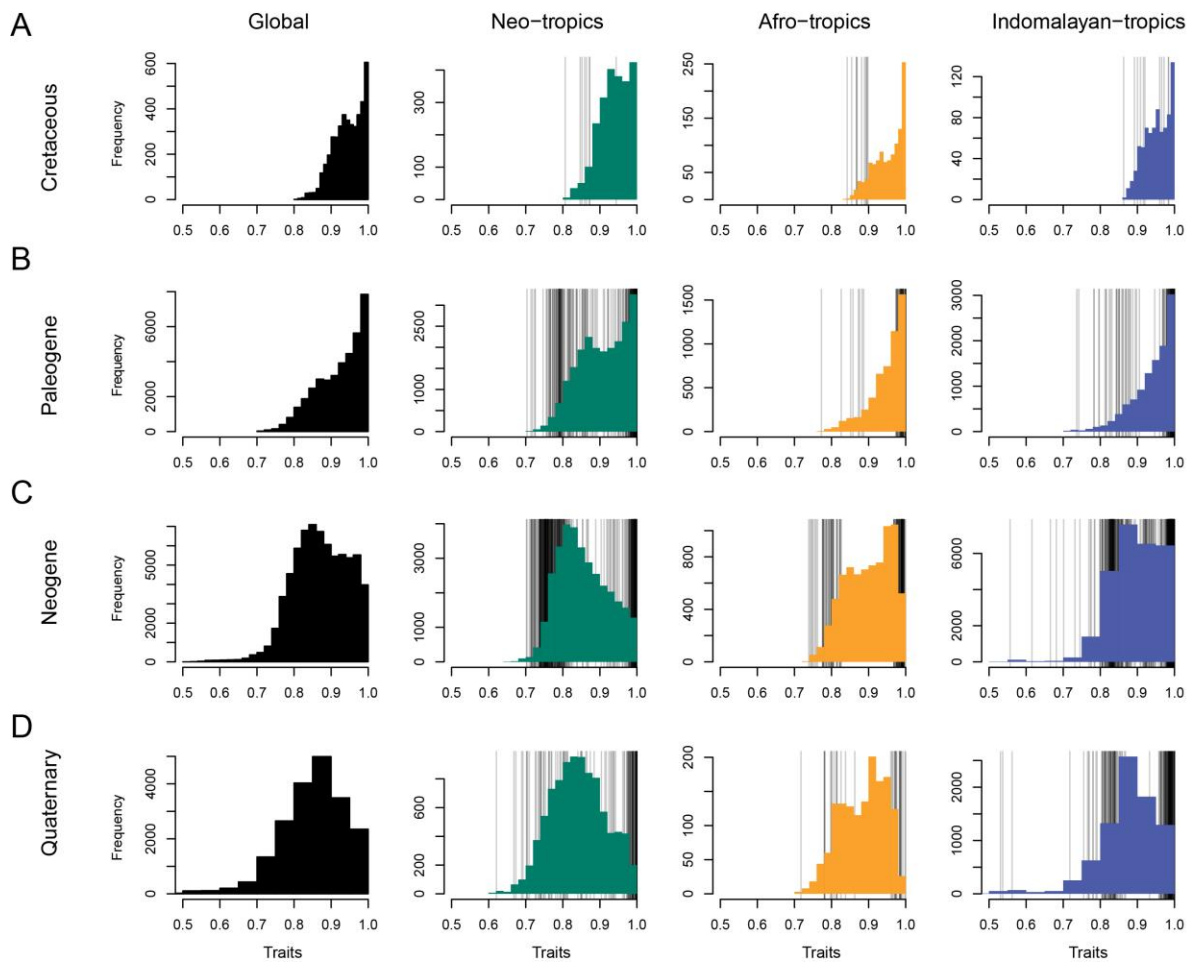 A
Global
Neo-tropics
Afro-tropics
Indomalayan-tropics
Cretaceous
Frequency
0 200 400 600
0 100 300
0 50 100 150 200 250
0 40 80 120
0.5 0.6 0.7 0.8 0.9 1.0
0.5 0.6 0.7 0.8 0.9 1.0
0.5 0.6 0.7 0.8 0.9 1.0
0.5 0.6 0.7 0.8 0.9 1.0
B
Paleogene
Frequency
0 2000 4000 6000
0 500 1500 2500
0 500 1000 1500
0 1000 2000 3000
0.5 0.6 0.7 0.8 0.9 1.0
0.5 0.6 0.7 0.8 0.9 1.0
0.5 0.6 0.7 0.8 0.9 1.0
0.5 0.6 0.7 0.8 0.9 1.0
C
Neogene
Frequency
0 2000 5000
0 1000 3000
0 400 800
0 2000 6000
0.5 0.6 0.7 0.8 0.9 1.0
0.5 0.6 0.7 0.8 0.9 1.0
0.5 0.6 0.7 0.8 0.9 1.0
0.5 0.6 0.7 0.8 0.9 1.0
D
Quaternary
Frequency
0 1000 2000 4000
0 200 600
0 50 100 150 200
0 1000 2000
0.5 0.6 0.7 0.8 0.9 1.0
0.5 0.6 0.7 0.8 0.9 1.0
0.5 0.6 0.7 0.8 0.9 1.0
0.5 0.6 0.7 0.8 0.9 1.0
Traits
Traits
Traits
Traits